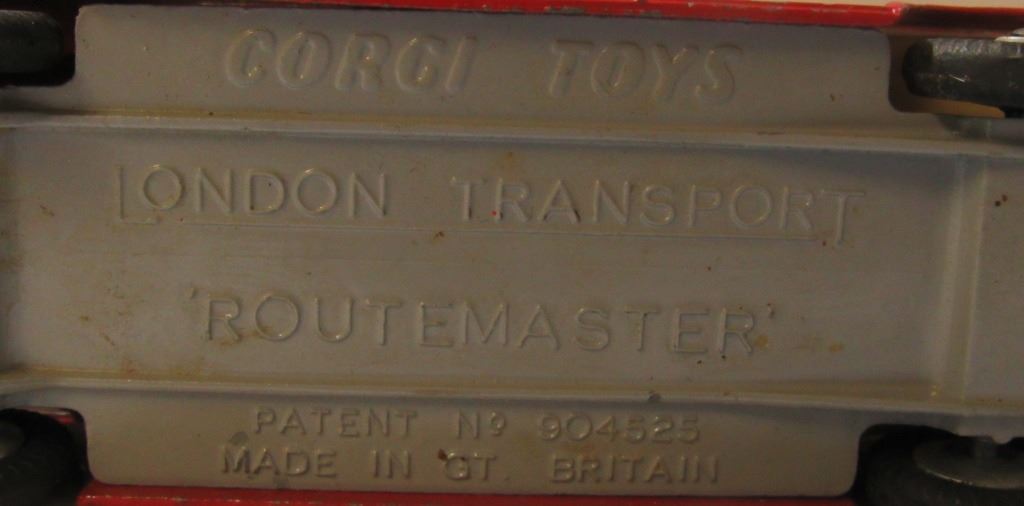 CORGI TOYS
LONDON TRANSPORT
'ROUTEMASTER'
PATENT Nº 904525
MADE IN GT. BRITAIN